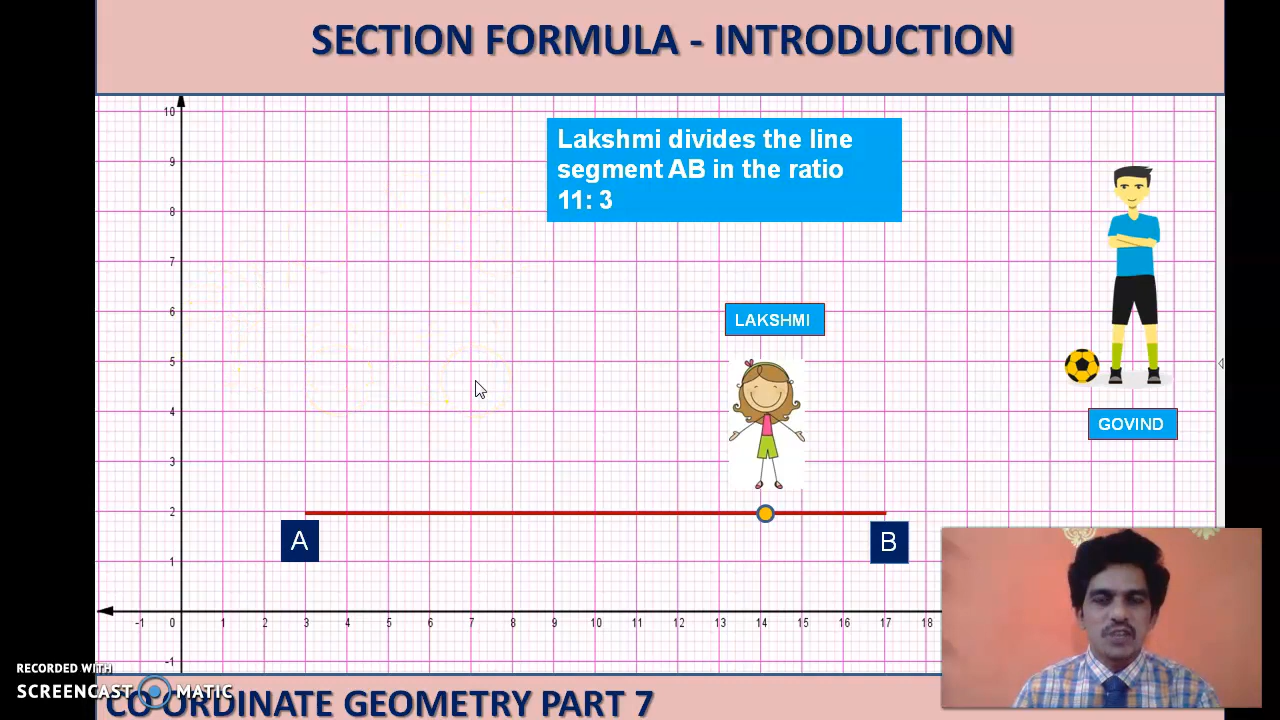 SECTION FORMULA - INTRODUCTION
10
9
8
7
6
5
4
3
2
1
-1
Lakshmi divides the line
segment AB in the ratio
11: 3
LAKSHMI
GOVIND
A
B
-1 0 1 2 3 4 5 6 7 8 9 10 11 12 13 14 15 16 17 18
RECORDED WITH
SCREENCAST MATIC
CO ORDINATE GEOMETRY PART 7